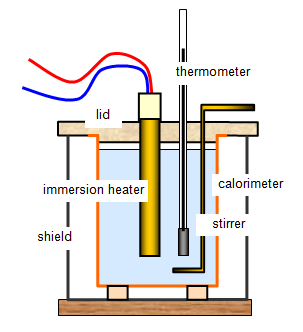 thermometer
lid
immersion heater
calorimeter
stirrer
shield